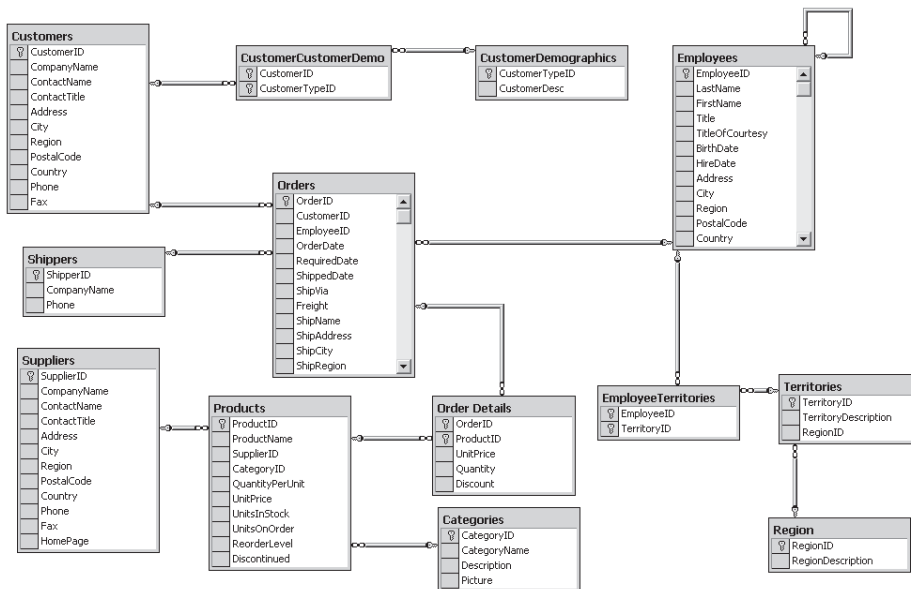 Customers
CustomerID
CompanyName
ContactName
ContactTitle
Address
City
Region
PostalCode
Country
Phone
Fax
CustomerCustomerDemo
CustomerID
CustomerTypeID
CustomerDemographics
CustomerTypeID
CustomerDesc
Employees
EmployeeID
LastName
FirstName
Title
TitleOfCourtesy
BirthDate
HireDate
Address
City
Region
PostalCode
Country
Orders
OrderID
CustomerID
EmployeeID
OrderDate
RequiredDate
ShippedDate
ShipVia
Freight
ShipName
ShipAddress
ShipCity
ShipRegion
Shippers
ShipperID
CompanyName
Phone
Suppliers
SupplierID
CompanyName
ContactName
ContactTitle
Address
City
Region
PostalCode
Country
Phone
Fax
HomePage
Products
ProductID
ProductName
SupplierID
CategoryID
QuantityPerUnit
UnitPrice
UnitsInStock
UnitsOnOrder
ReorderLevel
Discontinued
Order Details
OrderID
ProductID
UnitPrice
Quantity
Discount
EmployeeTerritories
EmployeeID
TerritoryID
Territories
TerritoryID
TerritoryDescription
RegionID
Categories
CategoryID
CategoryName
Description
Picture
Region
RegionID
RegionDescription